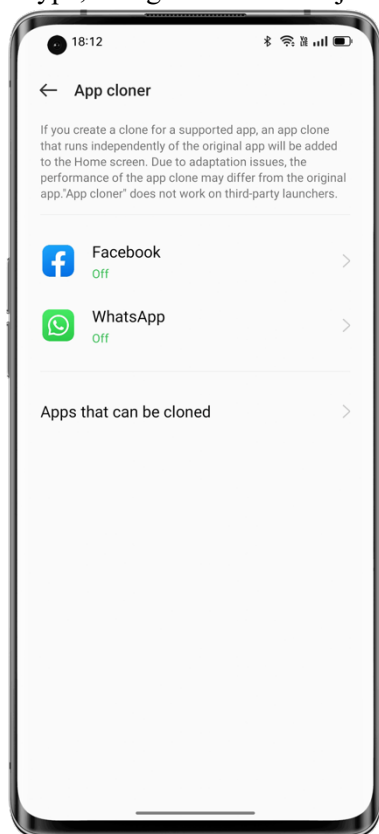 18:12
App cloner
If you create a clone for a supported app, an app clone
that runs independently of the original app will be added
to the Home screen. Due to adaptation issues, the
performance of the app clone may differ from the original
app."App cloner" does not work on third-party launchers.
Facebook
Off
WhatsApp
Off
Apps that can be cloned